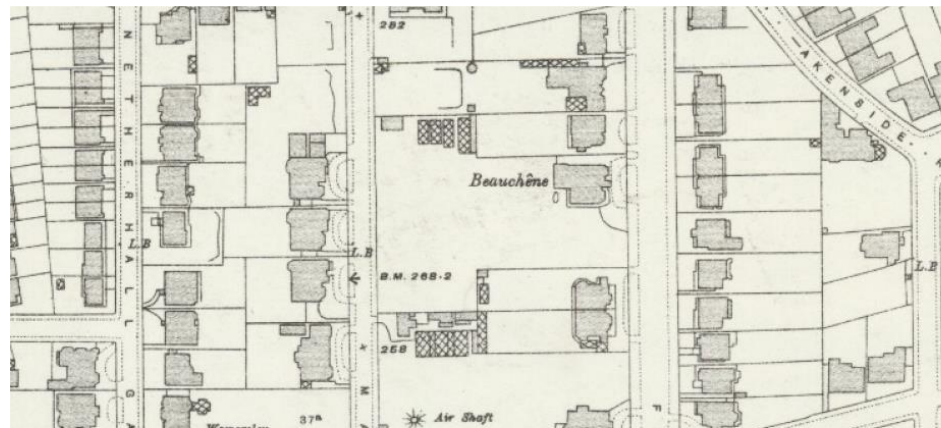 282
NETHERHALL GA
AKENSIDE
Beauchêne
L.B
L.B
L.B
B.M. 268·2
268
M
F
37ᵃ
Air Shaft